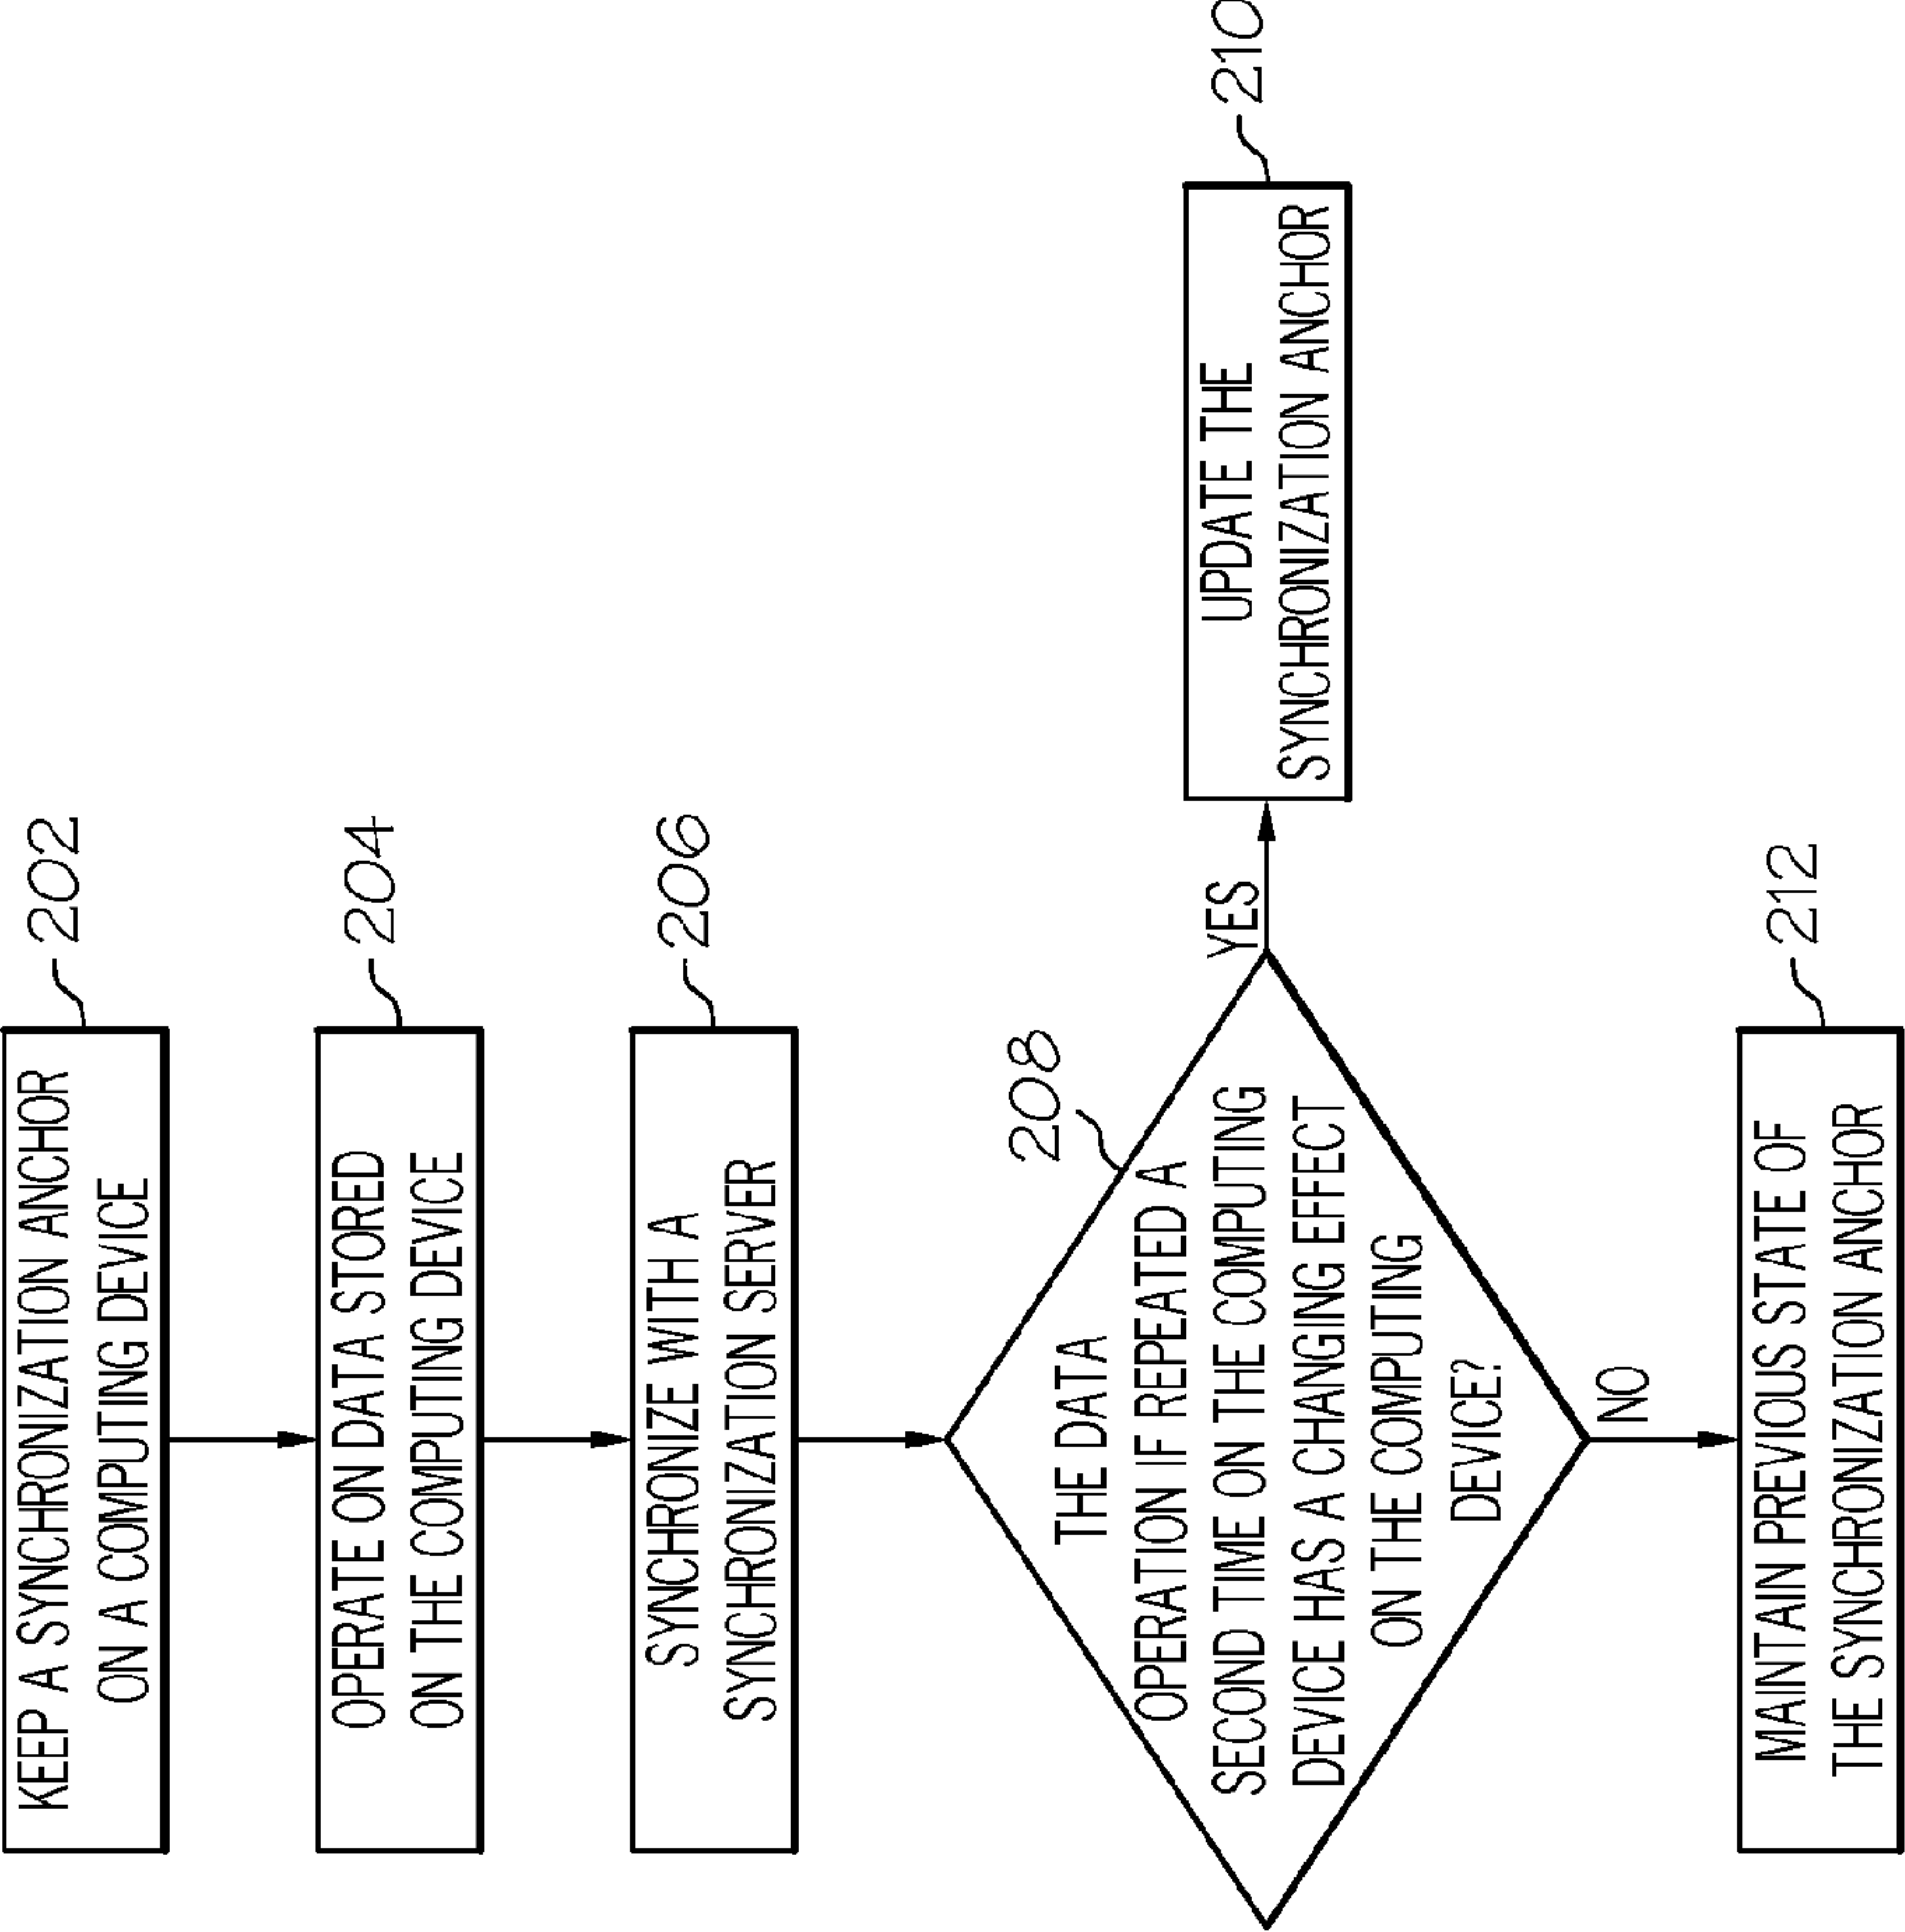 202
KEEP A SYNCHRONIZATION ANCHOR
ON A COMPUTING DEVICE
204
OPERATE ON DATA STORED
ON THE COMPUTING DEVICE
206
SYNCHRONIZE WITH A
SYNCHRONIZATION SERVER
208
THE DATA
OPERATION IF REPEATED A
SECOND TIME ON THE COMPUTING
DEVICE HAS A CHANGING EFFECT
ON THE COMPUTING
DEVICE?
YES
210
UPDATE THE
SYNCHRONIZATION ANCHOR
NO
212
MAINTAIN PREVIOUS STATE OF
THE SYNCHRONIZATION ANCHOR